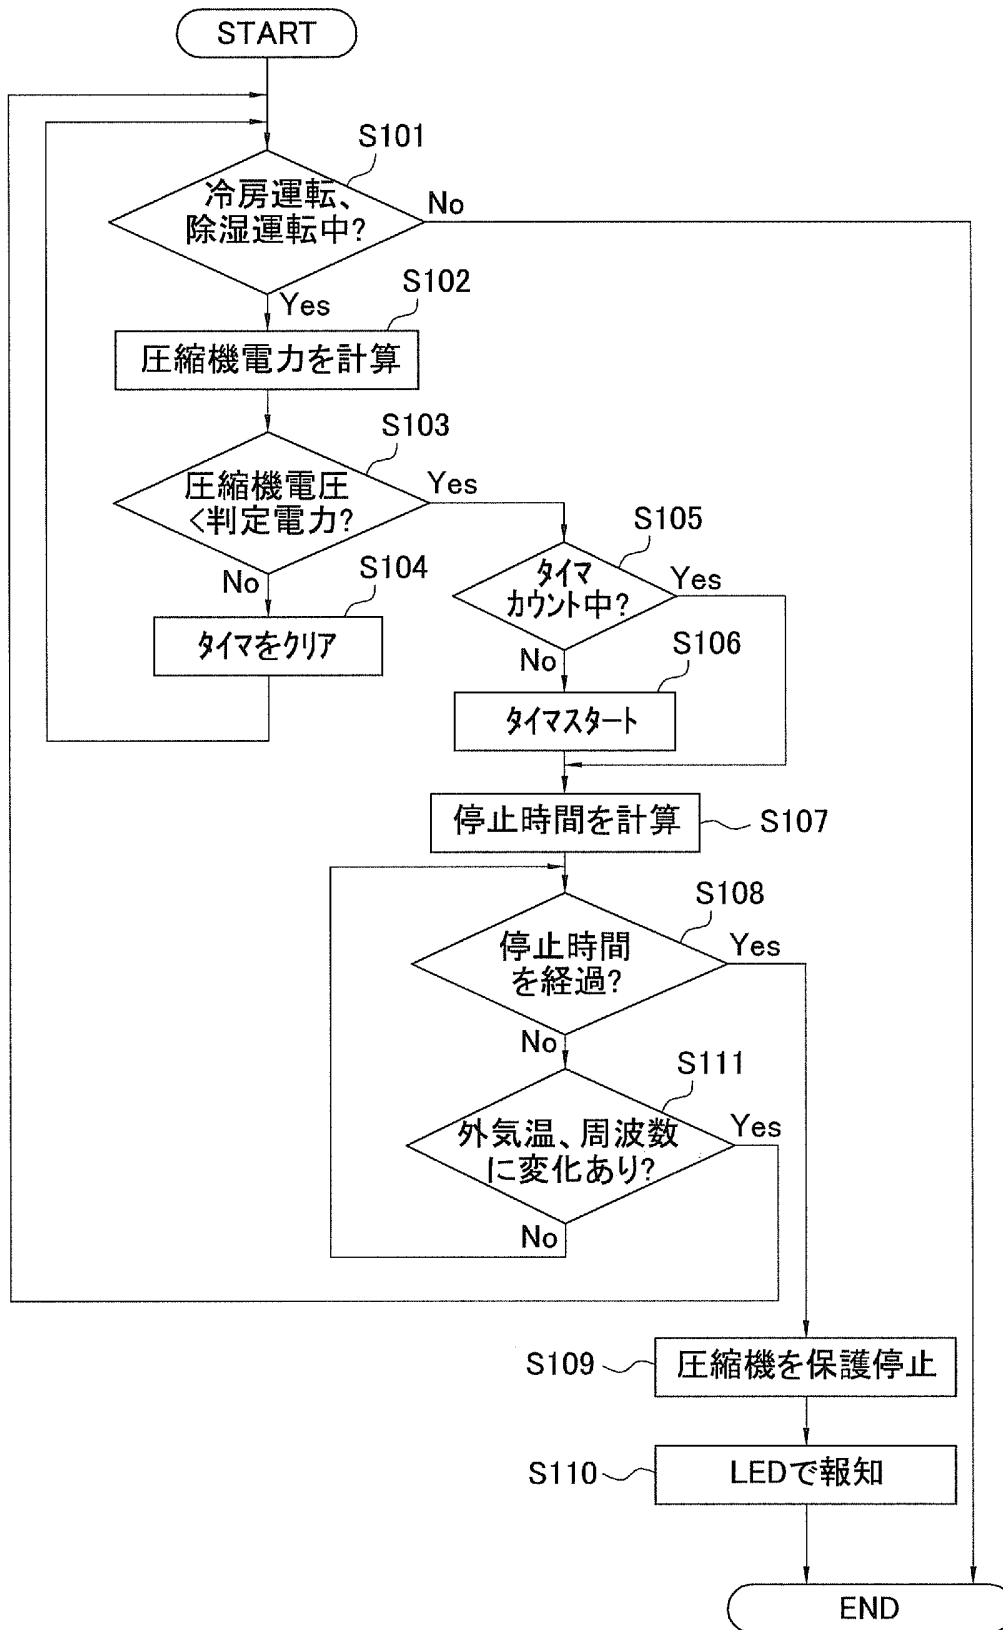 START
S101
冷房運転、
除湿運転中?
No
Yes
S102
圧縮機電力を計算
S103
圧縮機電圧
<判定電力?
Yes
No
S104
タイマをクリア
S105
タイマ
カウント中?
Yes
No
S106
タイマスタート
停止時間を計算
S107
S108
停止時間
を経過?
Yes
No
S111
外気温、周波数
に変化あり?
Yes
No
S109
圧縮機を保護停止
S110
LEDで報知
END